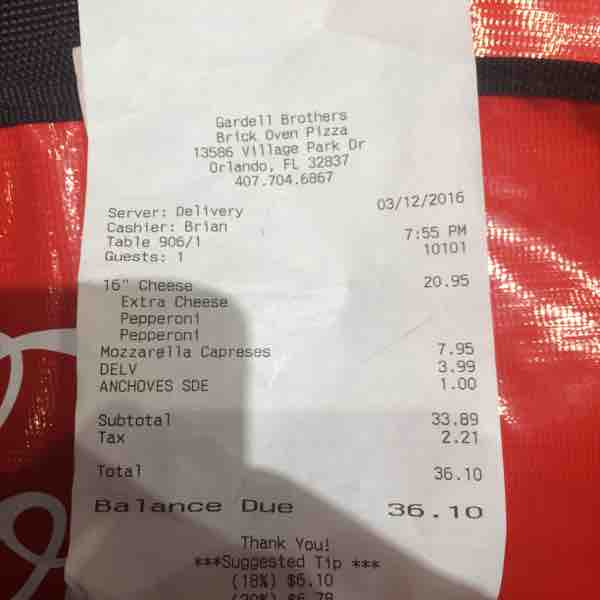 Gardell Brothers
Brick Oven Pizza
13586 Village Park Dr
Orlando, FL 32837
407.704.6867
03/12/2016
Server: Delivery
Cashier: Brian 7:55 PM
Table 906/1 10101
Guests: 1
16" Cheese 20.95
Extra Cheese
Pepperoni
Pepperoni
Mozzarella Capreses 7.95
DELV 3.99
ANCHOVES SDE 1.00
Subtotal 33.89
Tax 2.21
Total 36.10
Balance Due 36.10
Thank You!
***Suggested Tip ***
(18%) $6.10
(20%) $6.78